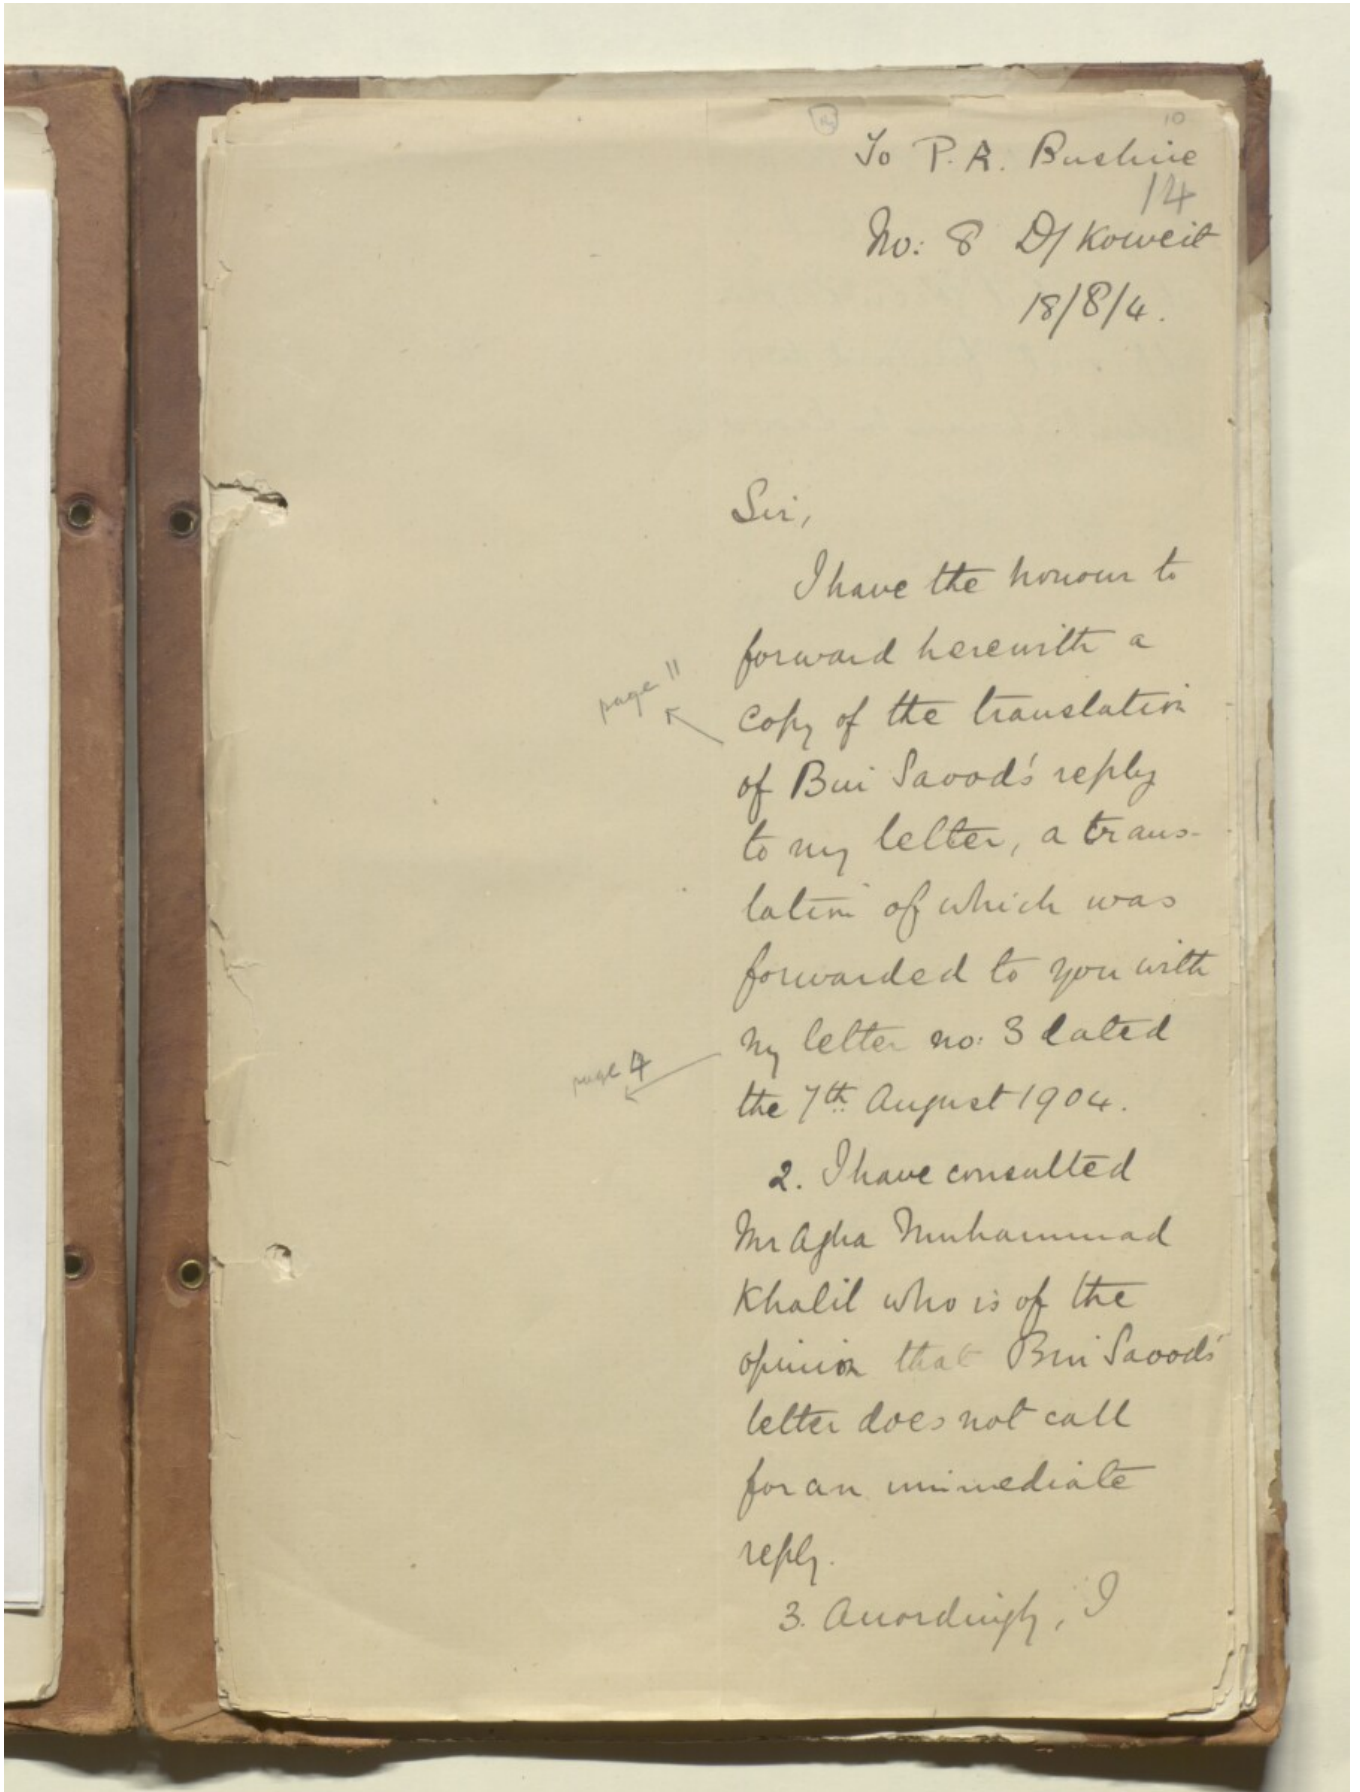 10
To P. R. Bushire
14
No: 8 D/ Koweit
18/8/4.
Sir,
I have the honour to
forward herewith a
page 11
copy of the translation
of Bin Saood's reply
to my letter, a trans-
lation of which was
forwarded to you with
my letter no: 3 dated
page 4
the 7th August 1904.
2. I have consulted
Mr Agha Muhammad
Khalil who is of the
opinion that Bin Saood's
letter does not call
for an immediate
reply.
3. Accordingly, I